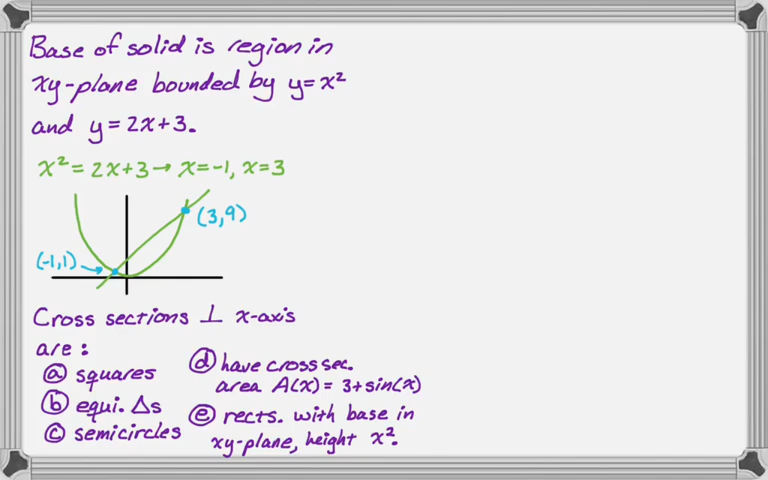 Base of solid is region in
xy-plane bounded by y = x²
and y = 2x+3.
x² = 2x+3 → x=-1, x=3
(3,9)
(-1,1)
Cross sections ⊥ x-axis
are:
ⓐ squares
ⓑ equi. Δs
ⓒ semicircles
ⓓ have cross sec.
area A(x) = 3+sin(x)
ⓔ rects. with base in
xy-plane, height x².